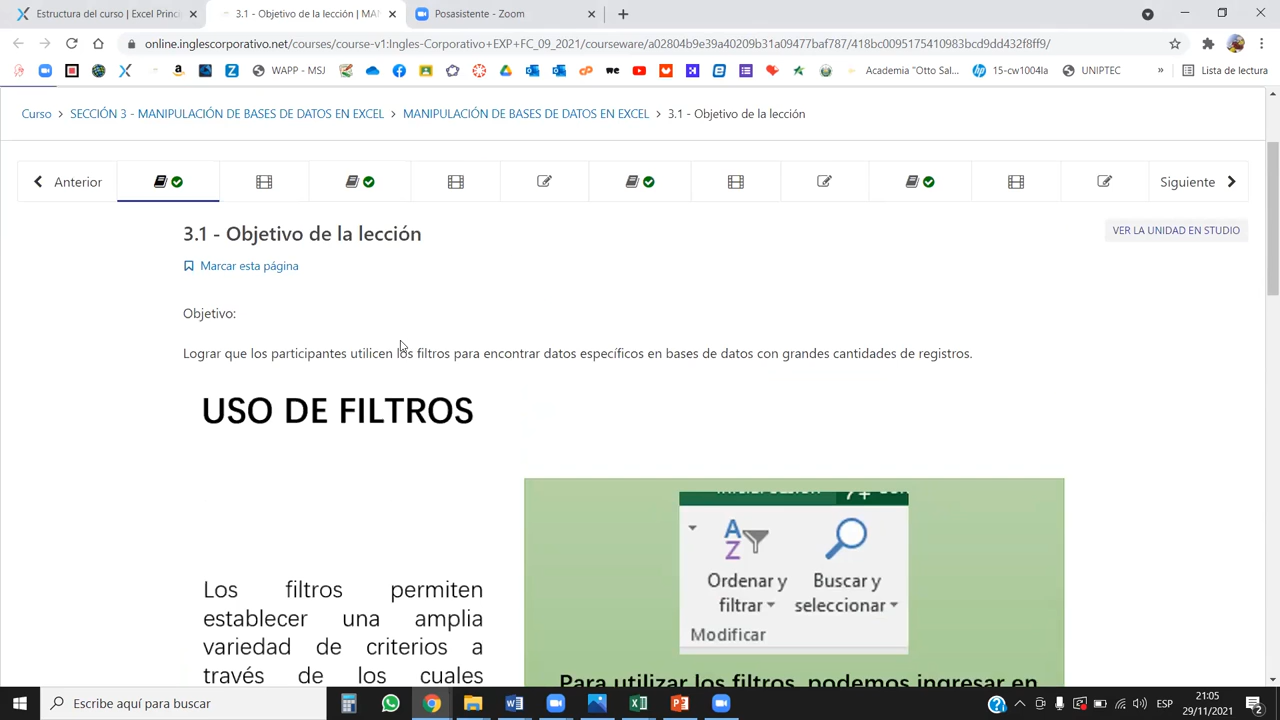 Estructura del curso | Excel Princi
3.1 - Objetivo de la lección | MAN
Posasistente - Zoom
online.inglescorporativo.net/courses/course-v1:Ingles-Corporativo+EXP+FC_09_2021/courseware/a02804b9e39a40209b31a09477baf787/418bc0095175410983bcd9dd432f8ff9/
WAPP - MSJ
Academia "Otto Sal...
15-cw1004la
UNIPTEC
»
Lista de lectura
Curso > SECCIÓN 3 - MANIPULACIÓN DE BASES DE DATOS EN EXCEL > MANIPULACIÓN DE BASES DE DATOS EN EXCEL > 3.1 - Objetivo de la lección
Anterior
Siguiente
3.1 - Objetivo de la lección
VER LA UNIDAD EN STUDIO
Marcar esta página
Objetivo:
Lograr que los participantes utilicen los filtros para encontrar datos específicos en bases de datos con grandes cantidades de registros.
USO DE FILTROS
Los filtros permiten
establecer una amplia
variedad de criterios a
través de los cuales
Ordenar y
filtrar
Buscar y
seleccionar
Modificar
Para utilizar los filtros, podemos ingresar en
Escribe aquí para buscar
ESP
21:05
29/11/2021
2